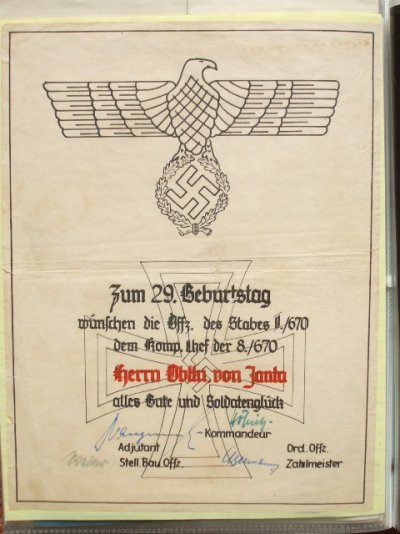 Zum 29. Geburtstag
wünschen die Offz. des Stabes II./670
dem Komp. Chef der 8./670
Herrn Oblt. von Janta
alles Gute und Soldatenglück
Kommandeur
Adjutant Ord. Offz.
Stell Bau Offz. Zahlmeister